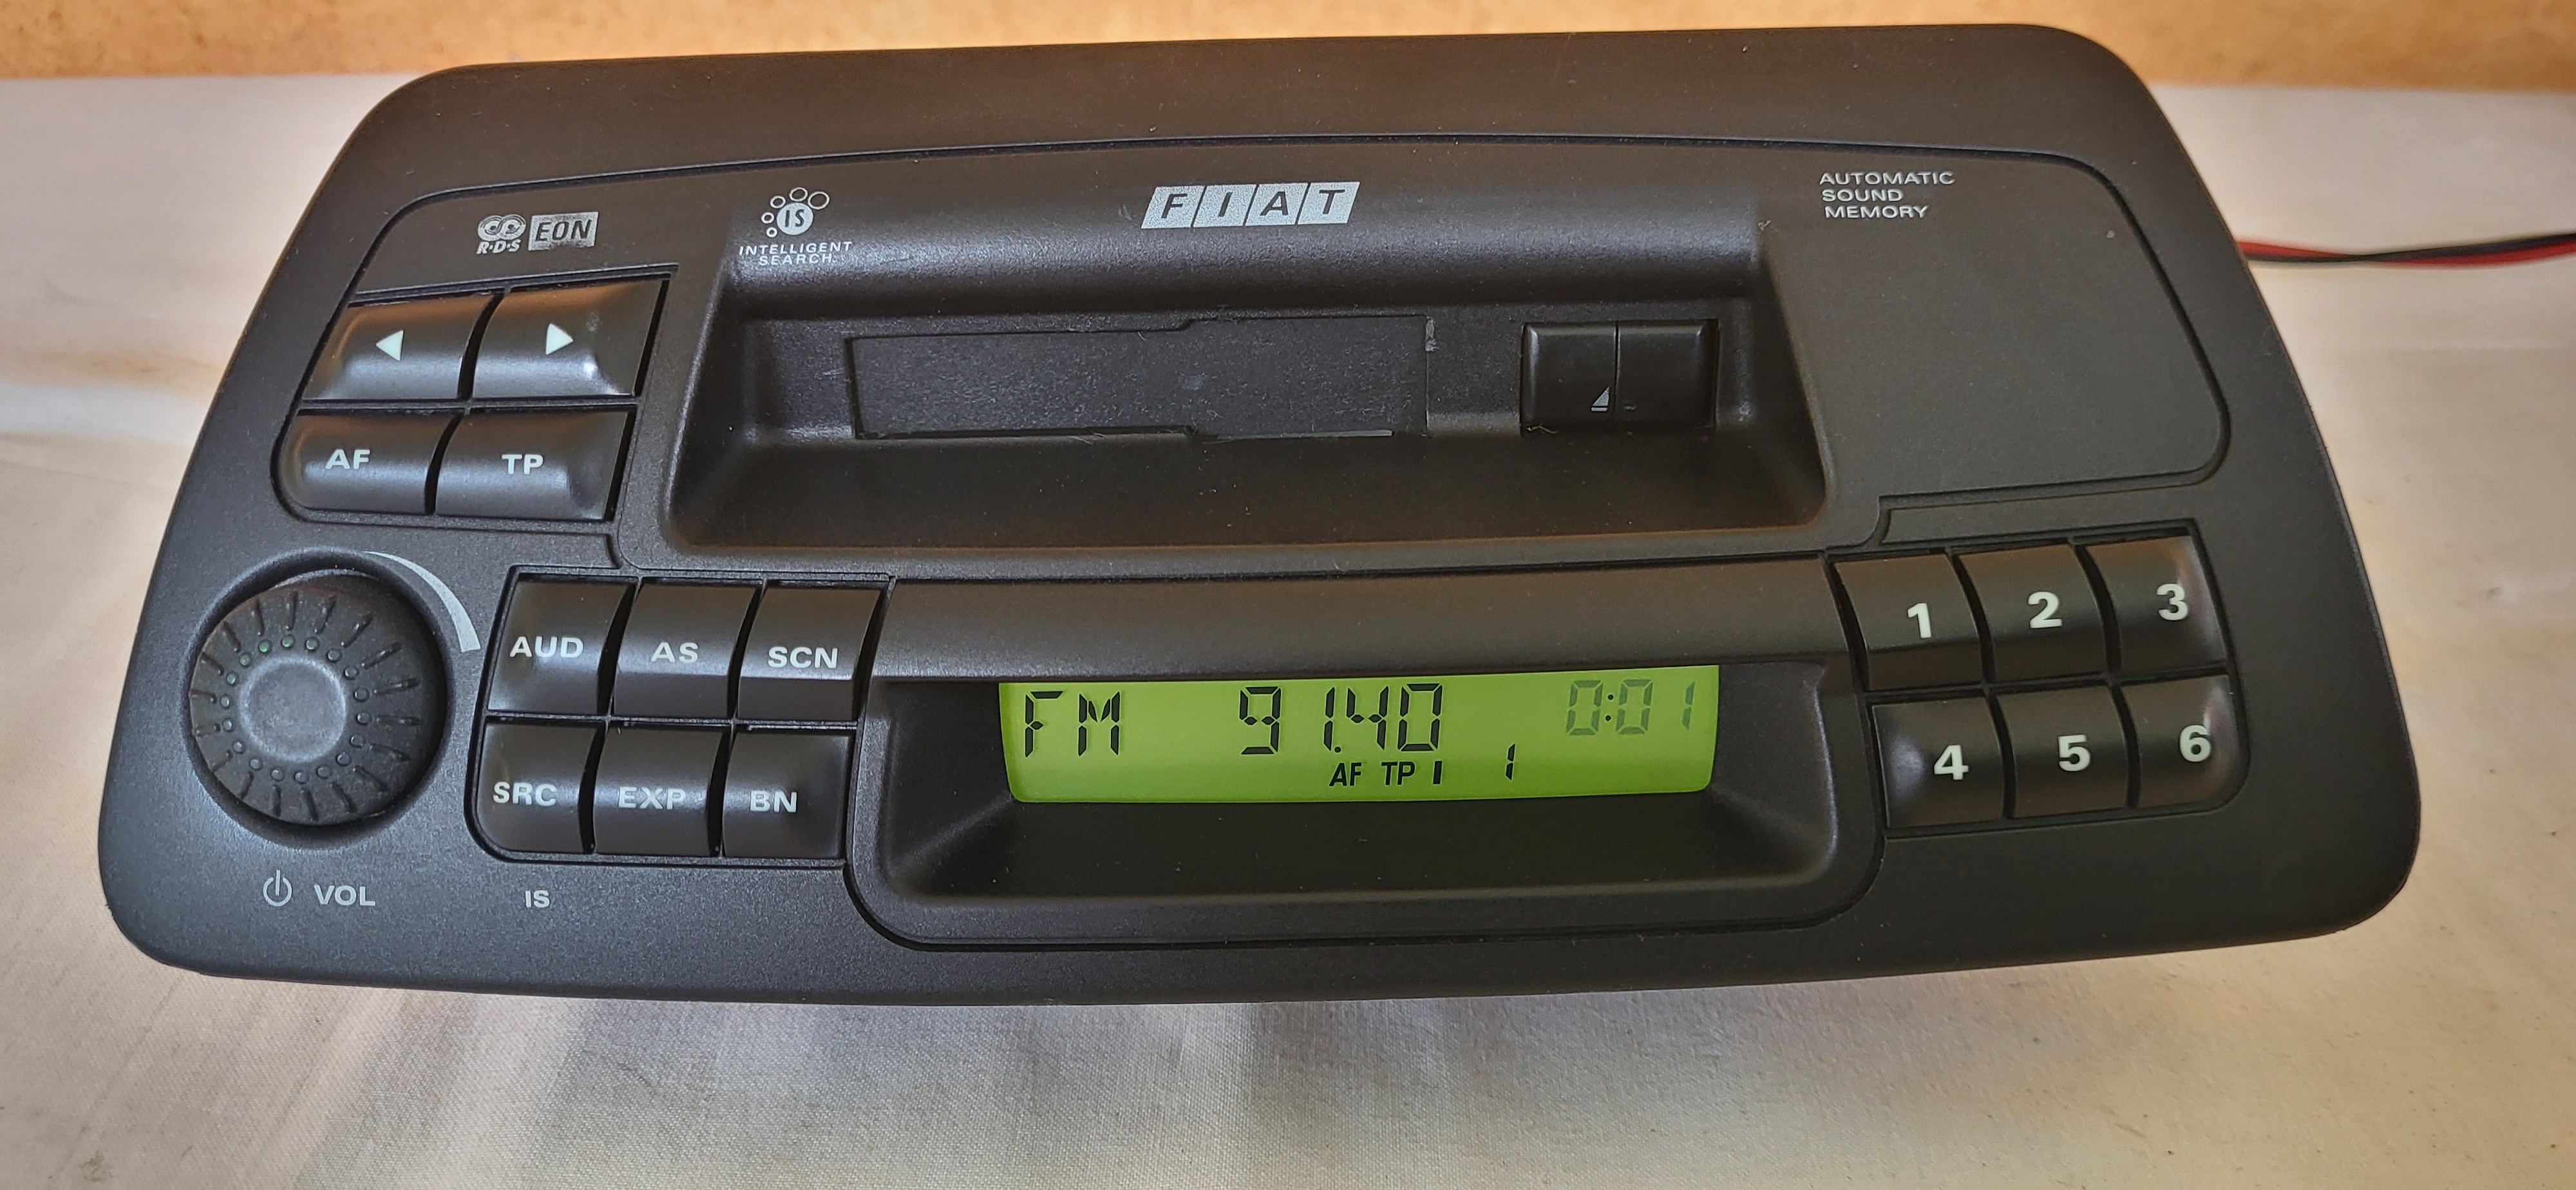 FIAT
AUTOMATIC
SOUND
MEMORY
IS
INTELLIGENT
SEARCH
R·D·S EON
AF TP
AUD AS SCN
SRC EXP BN
VOL IS
FM 91.40 0:01
AF TP I 1
1 2 3
4 5 6